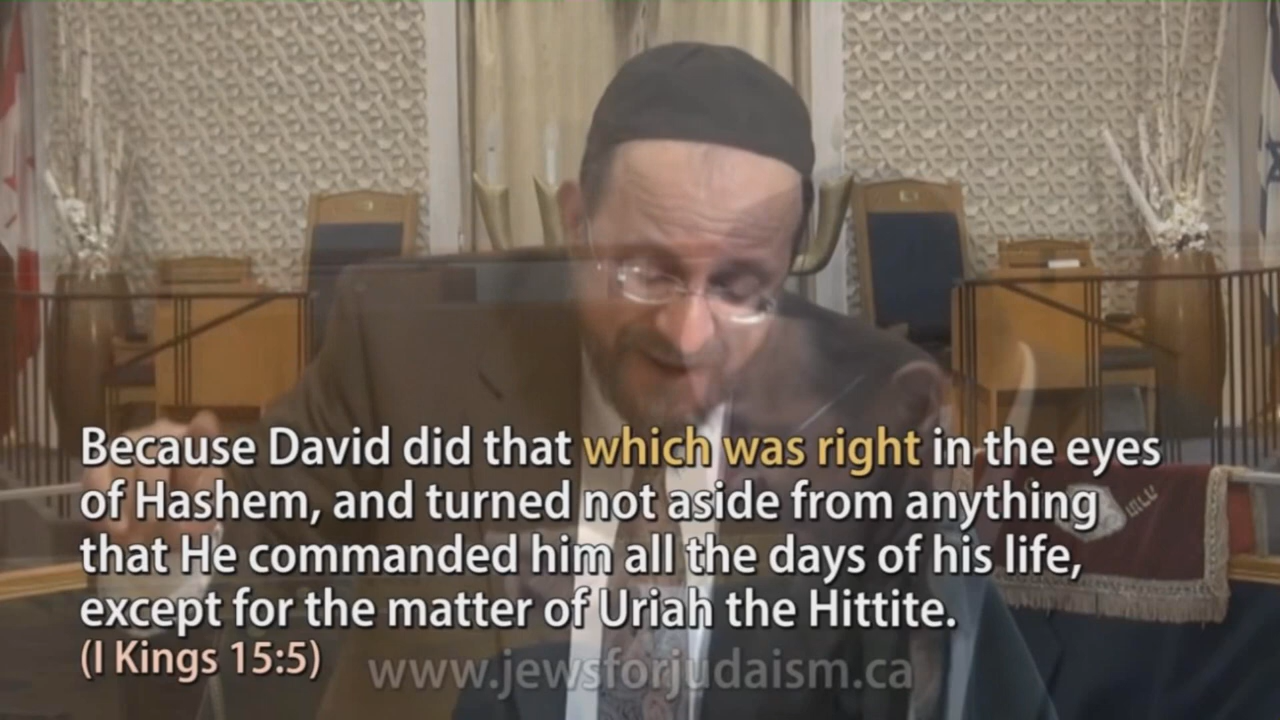 Because David did that which was right in the eyes
of Hashem, and turned not aside from anything
that He commanded him all the days of his life,
except for the matter of Uriah the Hittite.
(I Kings 15:5)
www.jewsforjudaism.ca